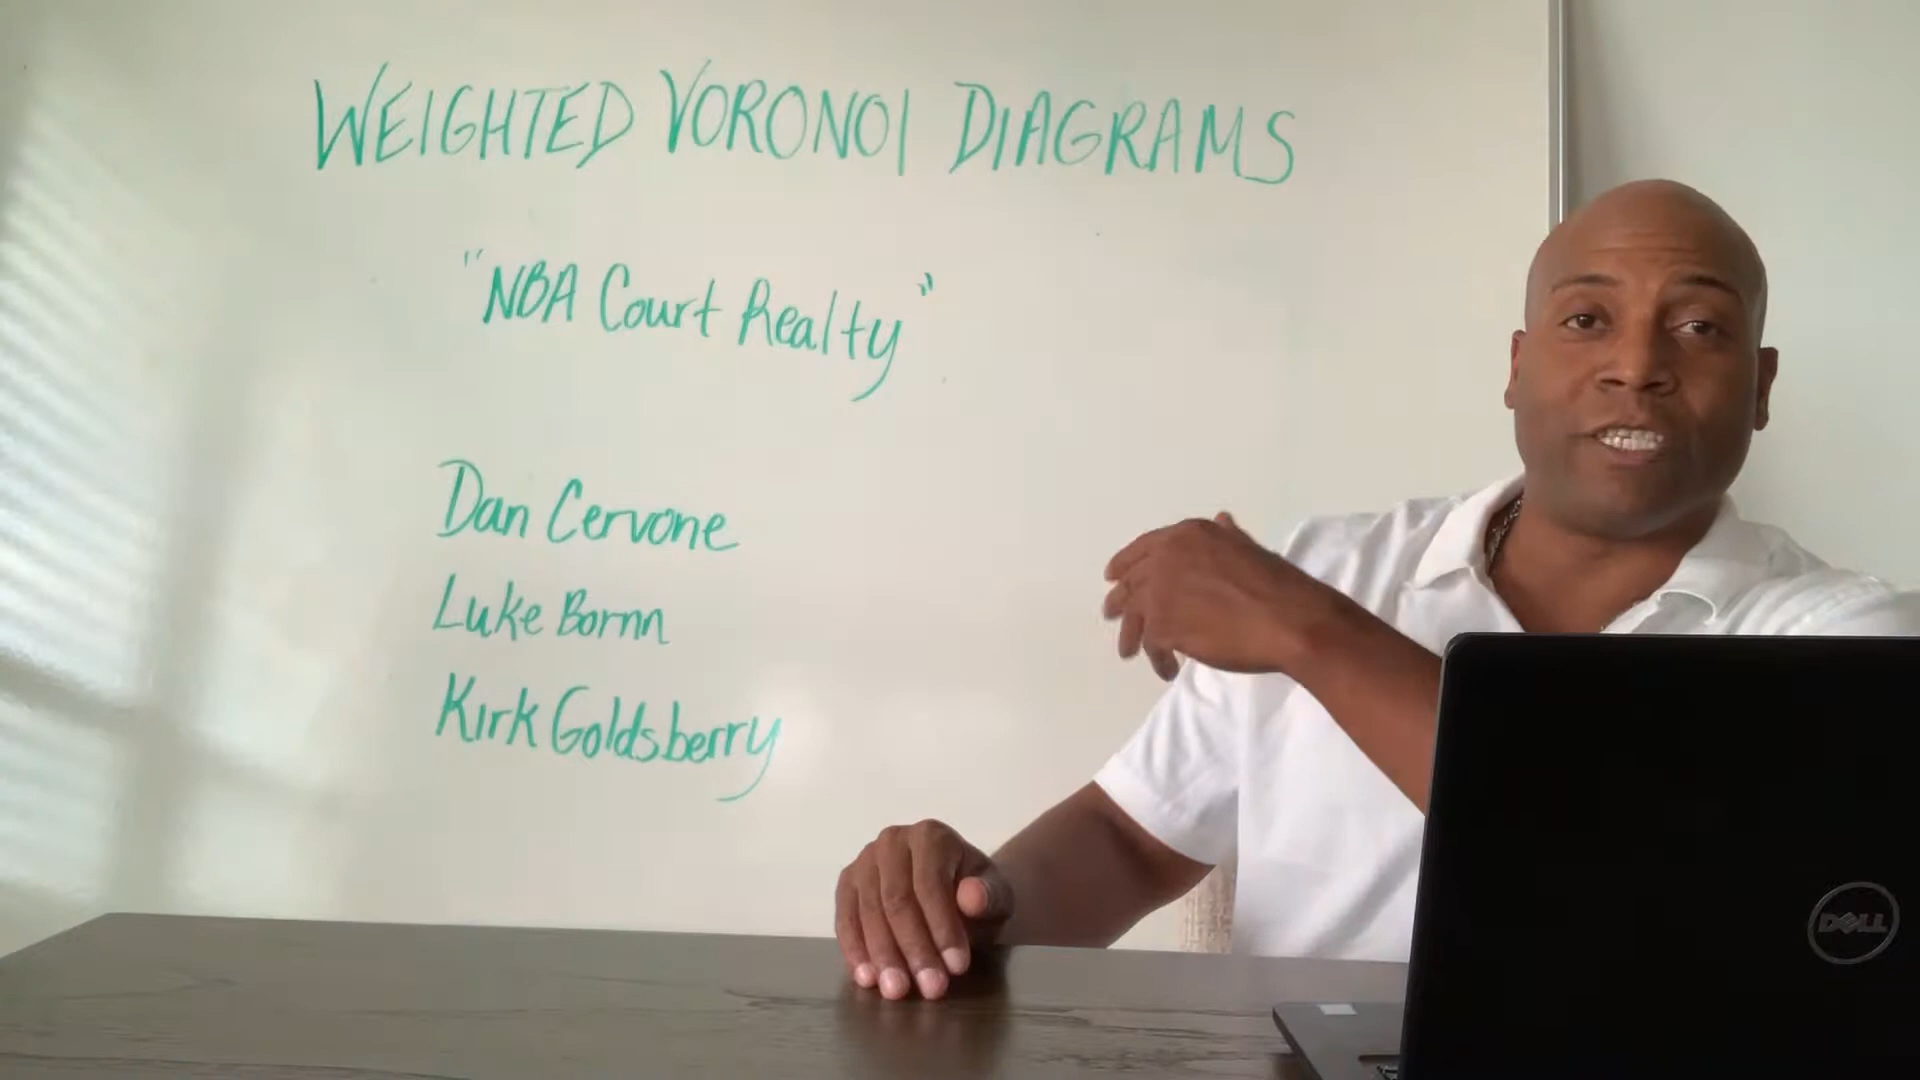 WEIGHTED VORONOI DIAGRAMS
"NBA Court Realty"
Dan Cervone
Luke Bornn
Kirk Goldsberry
DELL